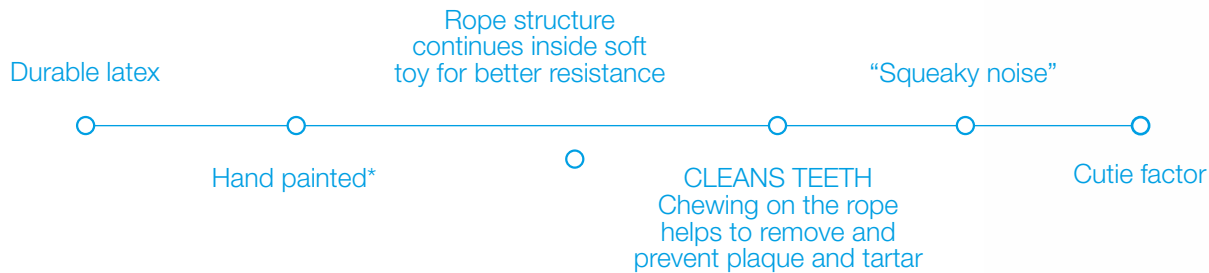 Durable latex
Hand painted*
Rope structure
continues inside soft
toy for better resistance
CLEANS TEETH
Chewing on the rope
helps to remove and
prevent plaque and tartar
“Squeaky noise”
Cutie factor